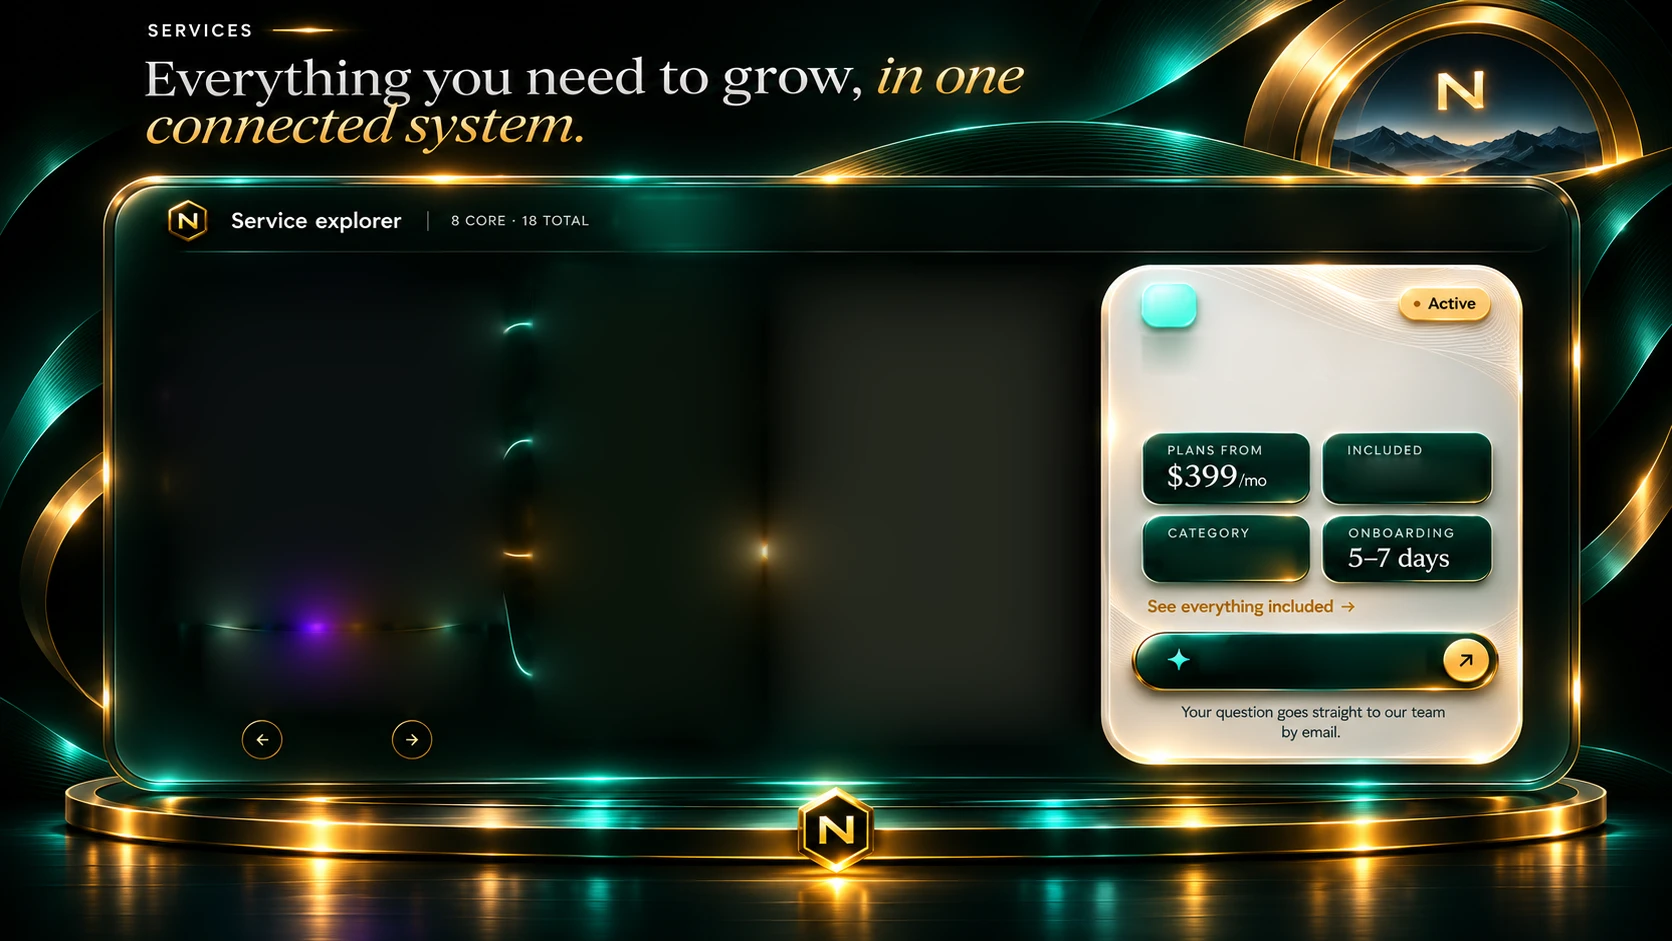 SERVICES
Everything you need to grow, in one
connected system.
N
N
Service explorer
8 CORE · 18 TOTAL
Active
PLANS FROM
$399/mo
INCLUDED
CATEGORY
ONBOARDING
5–7 days
See everything included →
Your question goes straight to our team
by email.
N